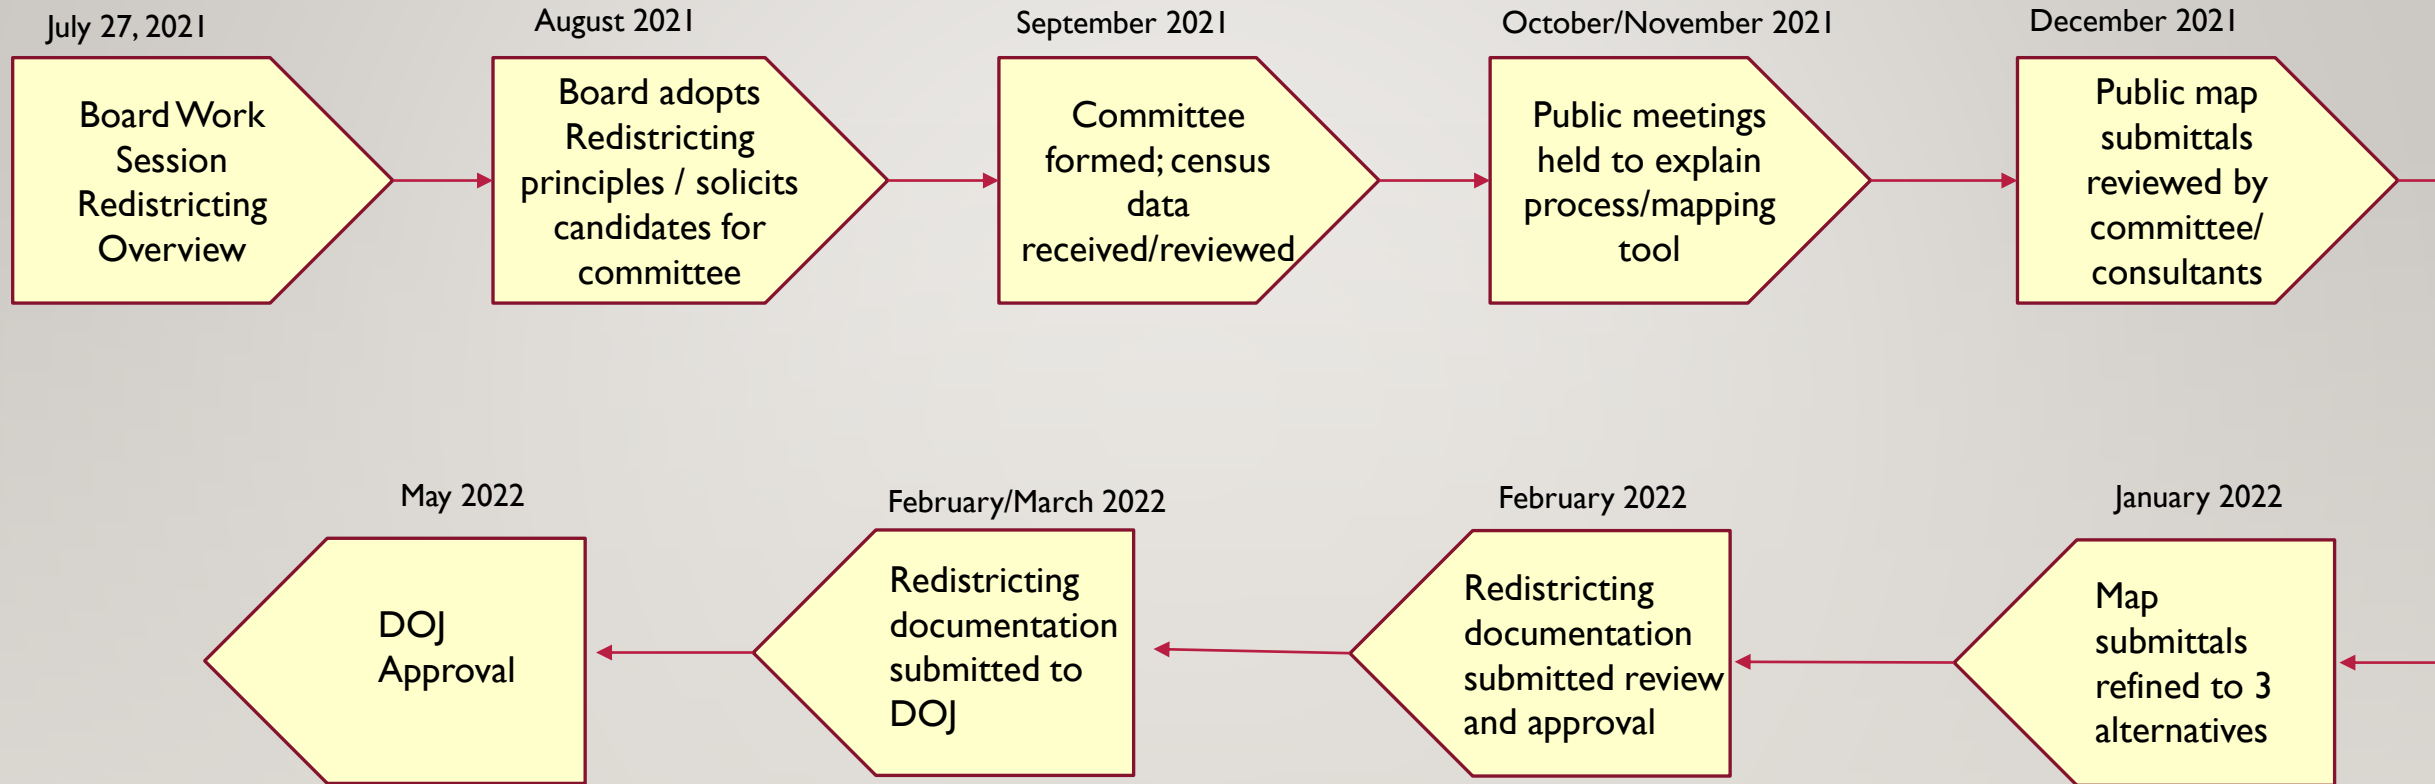 July 27, 2021
Board Work
Session
Redistricting
Overview
August 2021
Board adopts
Redistricting
principles / solicits
candidates for
committee
September 2021
Committee
formed; census
data
received/reviewed
October/November 2021
Public meetings
held to explain
process/mapping
tool
December 2021
Public map
submittals
reviewed by
committee/
consultants
January 2022
Map
submittals
refined to 3
alternatives
February 2022
Redistricting
documentation
submitted review
and approval
February/March 2022
Redistricting
documentation
submitted to
DOJ
May 2022
DOJ
Approval